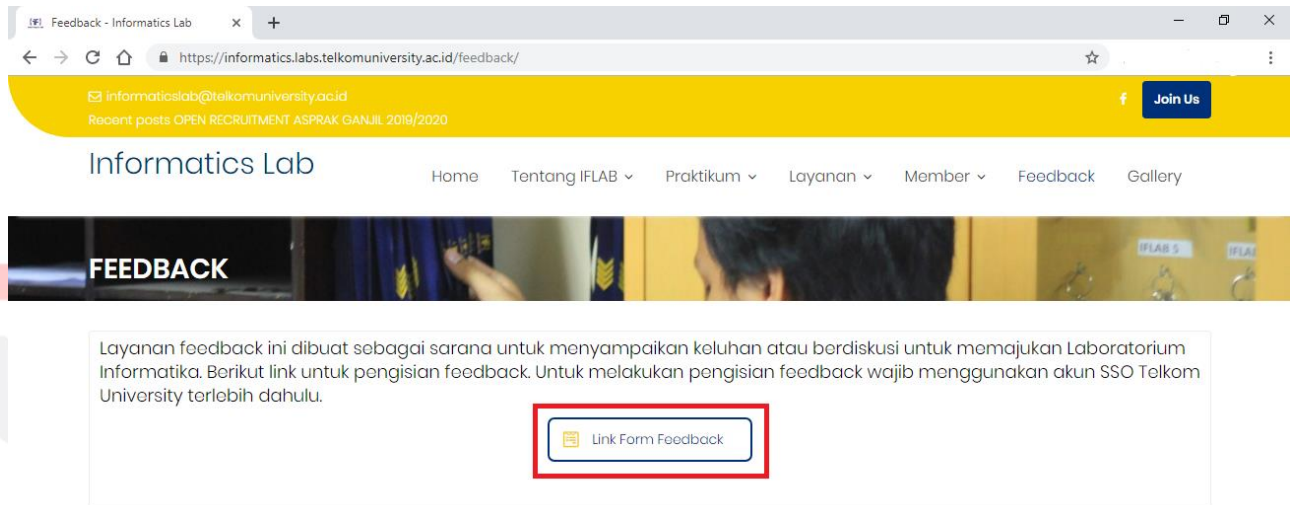 Feedback - Informatics Lab
https://informatics.labs.telkomuniversity.ac.id/feedback/
informaticslab@telkomuniversity.ac.id
Recent posts OPEN RECRUITMENT ASPRAK GANJIL 2019/2020
Join Us
Informatics Lab
Home Tentang IFLAB Praktikum Layanan Member Feedback Gallery
IFLAB S
FEEDBACK
Layanan feedback ini dibuat sebagai sarana untuk menyampaikan keluhan atau berdiskusi untuk memajukan Laboratorium
Informatika. Berikut link untuk pengisian feedback. Untuk melakukan pengisian feedback wajib menggunakan akun SSO Telkom
University terlebih dahulu.
Link Form Feedback